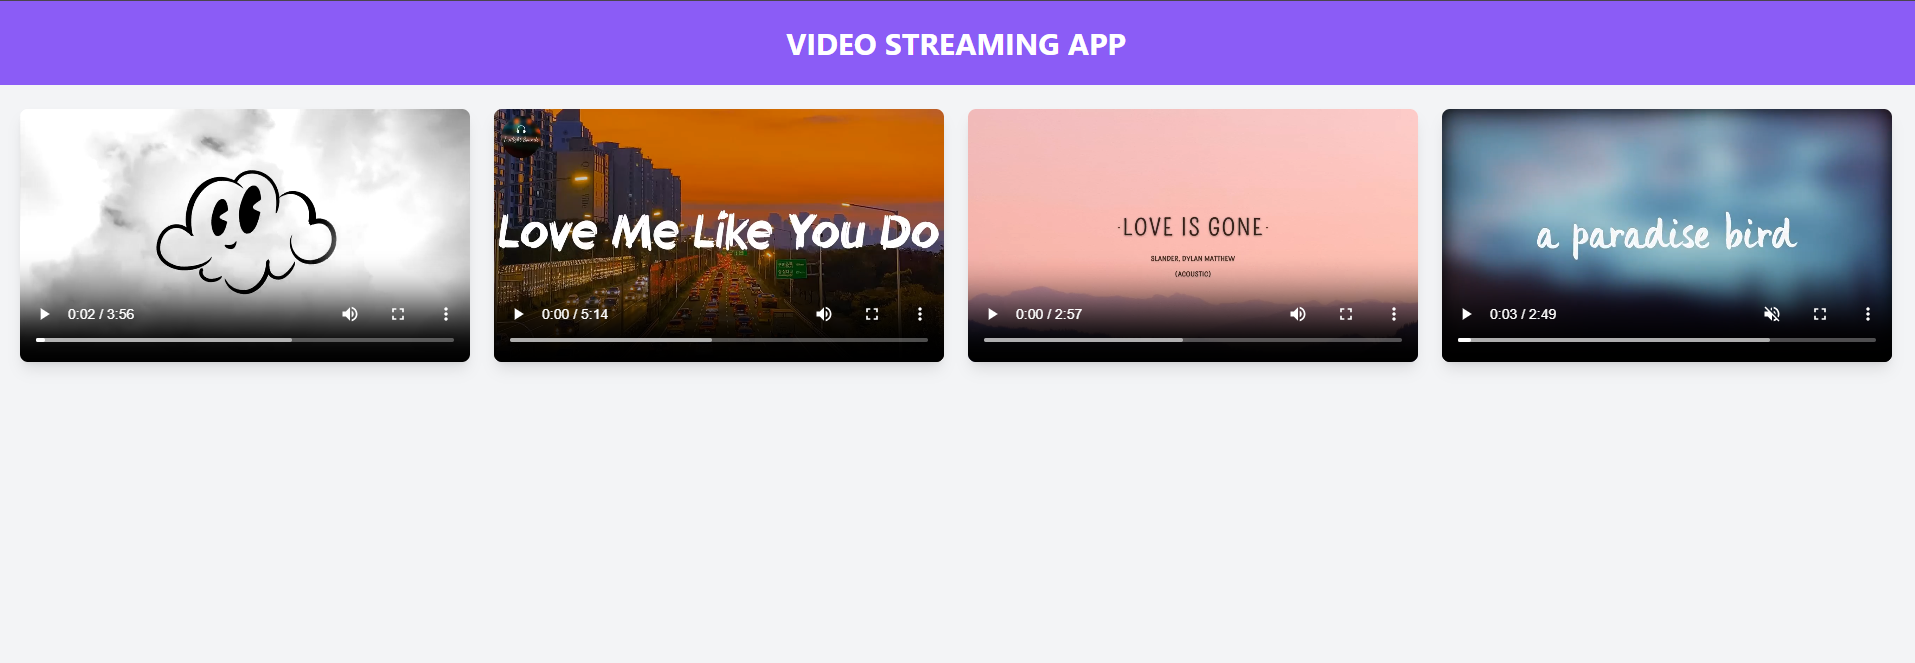 VIDEO STREAMING APP
0:02 / 3:56
Love Me Like You Do
0:00 / 5:14
·LOVE IS GONE·
SLANDER, DYLAN MATTHEW
(ACOUSTIC)
0:00 / 2:57
a paradise bird
0:03 / 2:49